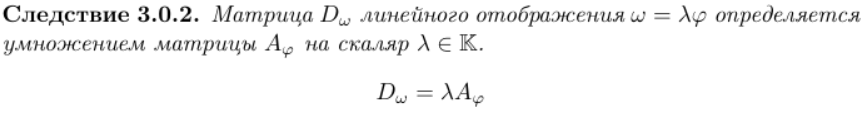 Следствие 3.0.2. Матрица D_ω линейного отображения ω = λφ определяется
умножением матрицы A_φ на скаляр λ ∈ 𝕂.
D_ω = λA_φ